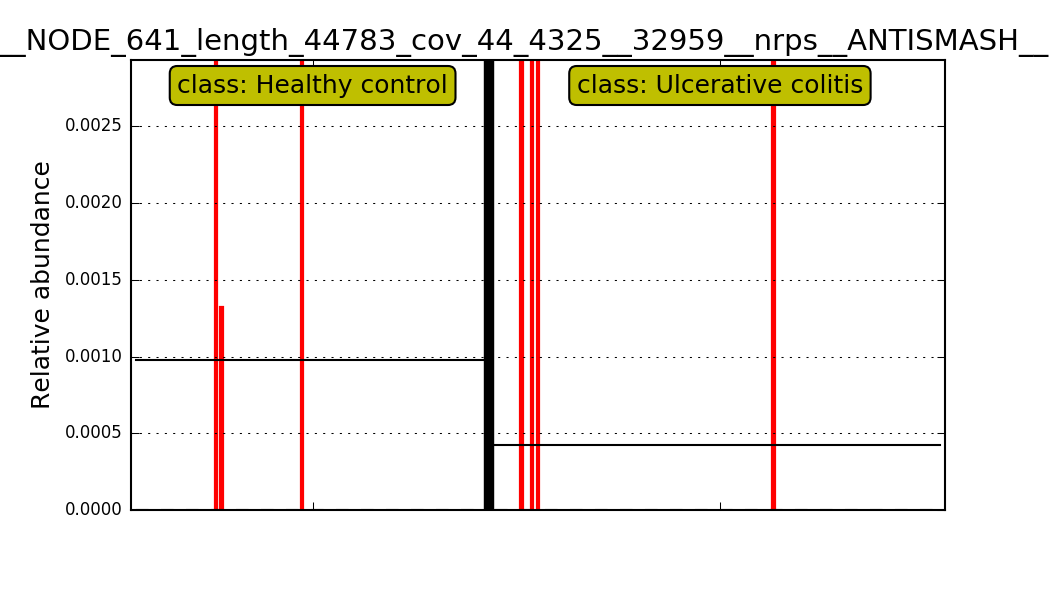 __NODE_641_length_44783_cov_44_4325__32959__nrps__ANTISMASH__
class: Healthy control
class: Ulcerative colitis
Relative abundance
0.0025
0.0020
0.0015
0.0010
0.0005
0.0000